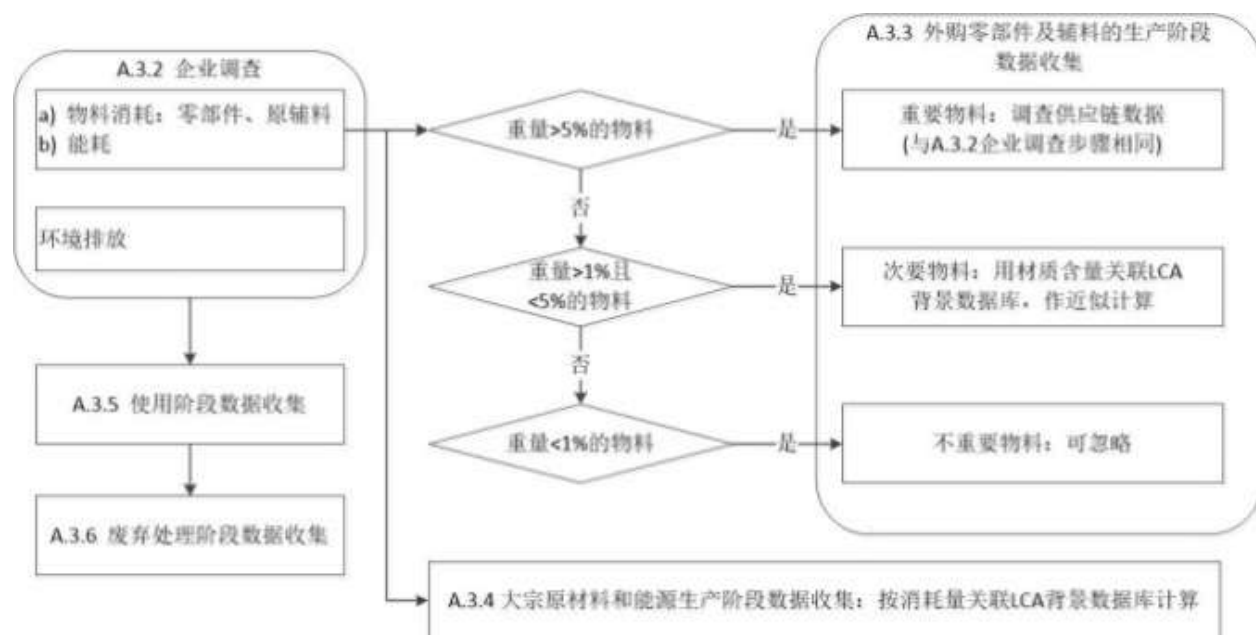 A.3.2 企业调查
a) 物料消耗：零部件、原辅料
b) 能耗
环境排放
A.3.5 使用阶段数据收集
A.3.6 废弃处理阶段数据收集
重量>5%的物料
是
否
重量>1%且
<5%的物料
是
否
重量<1%的物料
是
A.3.3 外购零部件及辅料的生产阶段
数据收集
重要物料：调查供应链数据
(与A.3.2企业调查步骤相同)
次要物料：用材质含量关联LCA
背景数据库，作近似计算
不重要物料：可忽略
A.3.4 大宗原材料和能源生产阶段数据收集：按消耗量关联LCA背景数据库计算